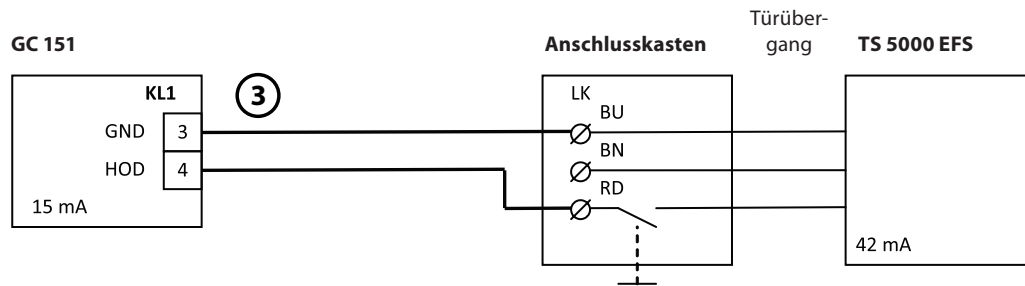 GC 151
Anschlusskasten
Türüber-
gang
TS 5000 EFS
KL1
3
LK
BU
GND 3
BN
HOD 4
RD
15 mA
42 mA